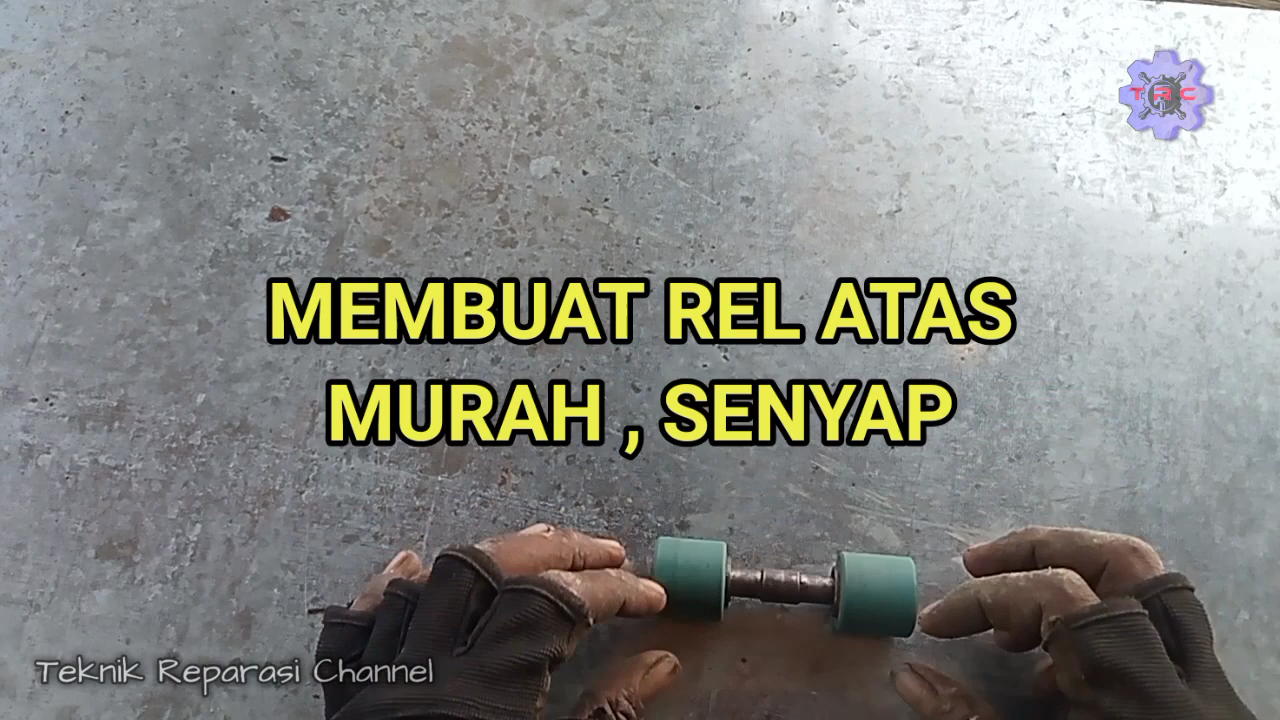 TRC
MEMBUAT REL ATAS
MURAH , SENYAP
Teknik Reparasi Channel